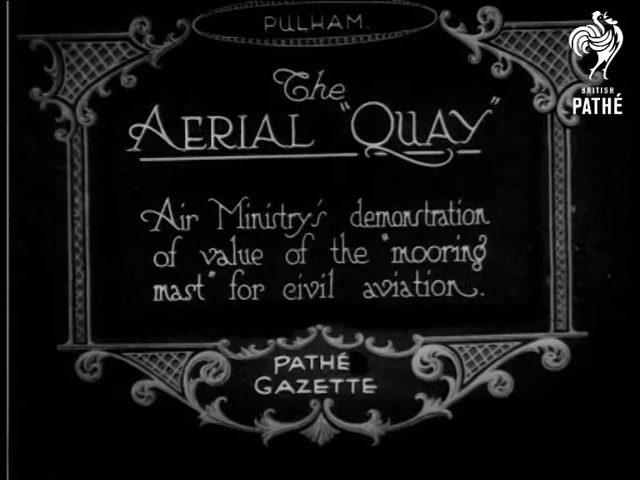 PULHAM.
The
AERIAL "QUAY"
Air Ministry's demonstration
of value of the "mooring
mast" for civil aviation.
PATHÉ
GAZETTE
BRITISH
PATHÉ